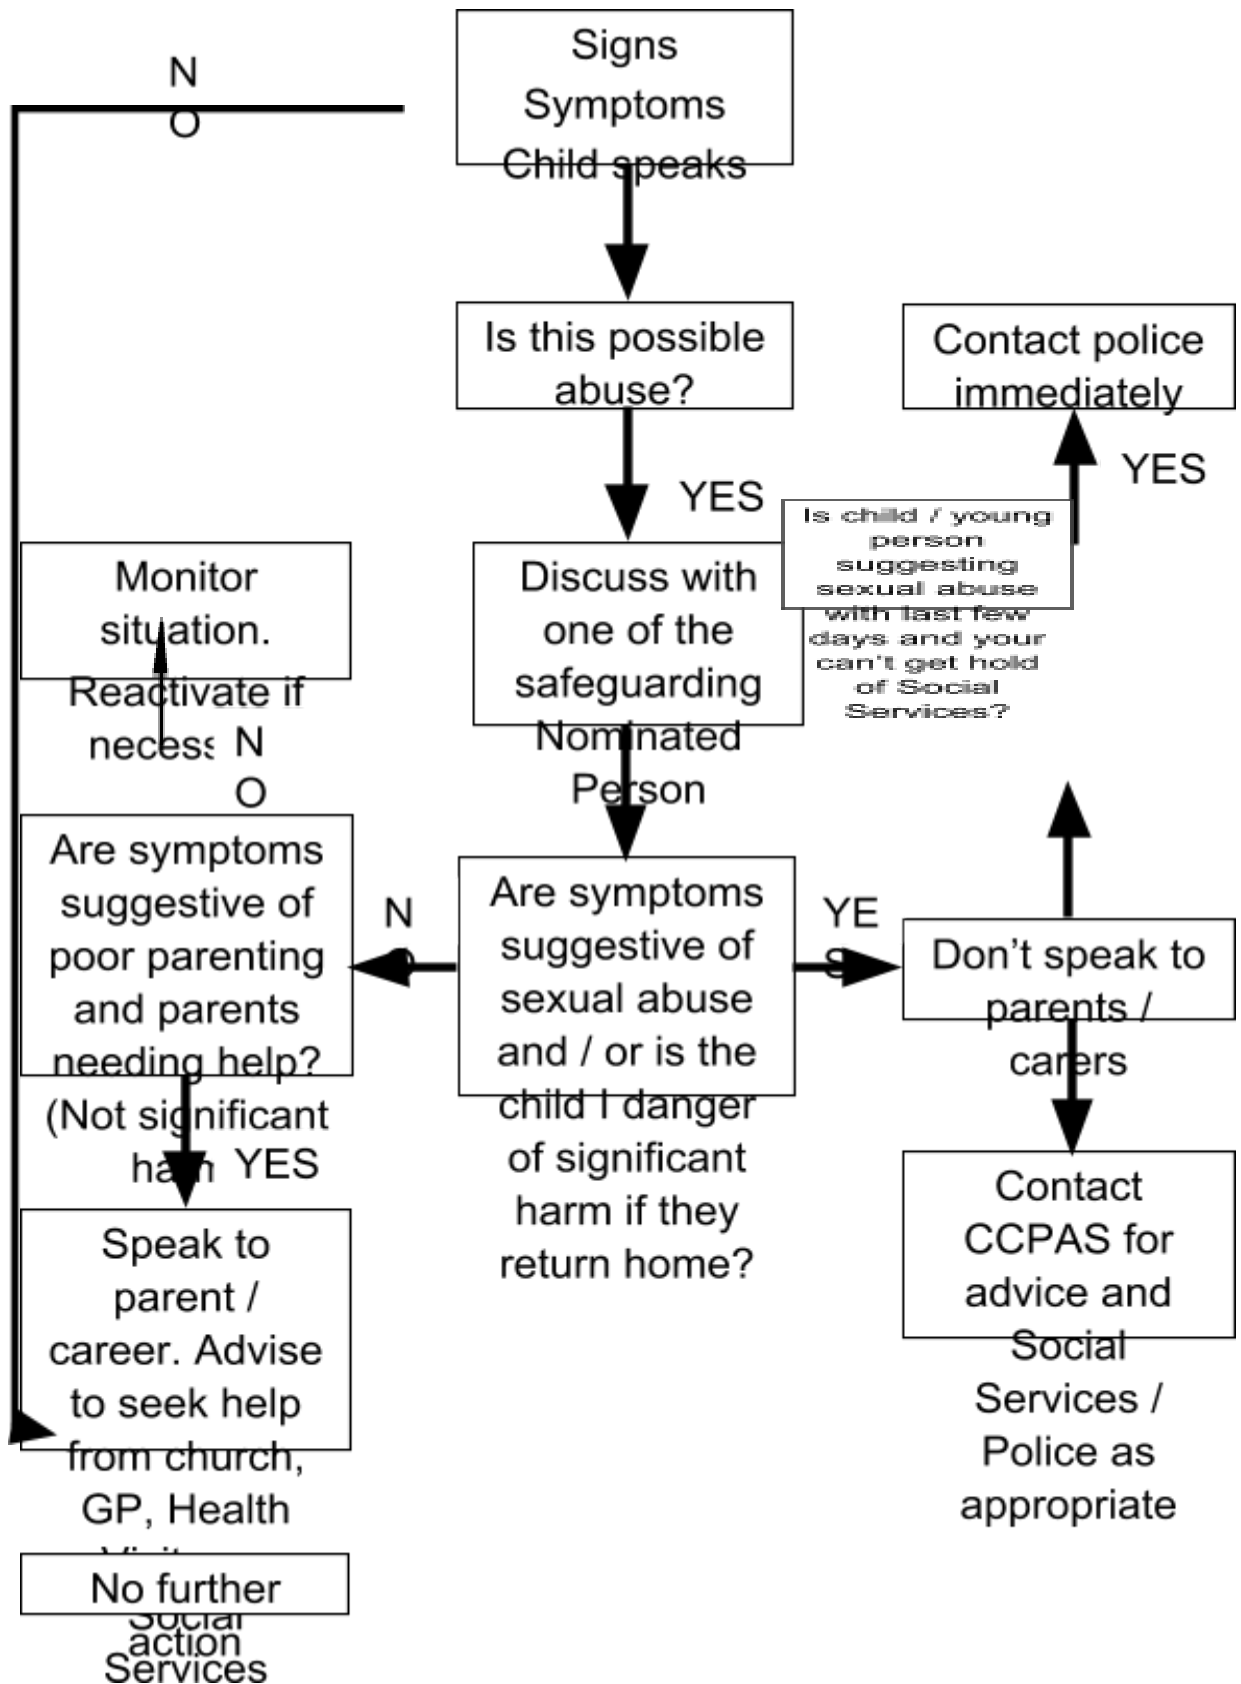 Signs
Symptoms
Child speaks
N
O
Is this possible
abuse?
Contact police
immediately
YES
YES
Is child / young
person
suggesting
sexual abuse
with last few
days and your
can't get hold
of Social
Services?
Monitor
situation.
Reactivate if
N
O
Discuss with
one of the
safeguarding
Nominated
Person
Are symptoms
suggestive of
poor parenting
and parents
needing help?
(Not significant
N
Are symptoms
suggestive of
sexual abuse
and / or is the
child I danger
of significant
harm if they
return home?
YE
S
Don’t speak to
parents /
carers
YES
Speak to
parent /
career. Advise
to seek help
from church,
GP, Health
Social
Services
Contact
CCPAS for
advice and
Social
Services /
Police as
appropriate
No further
action